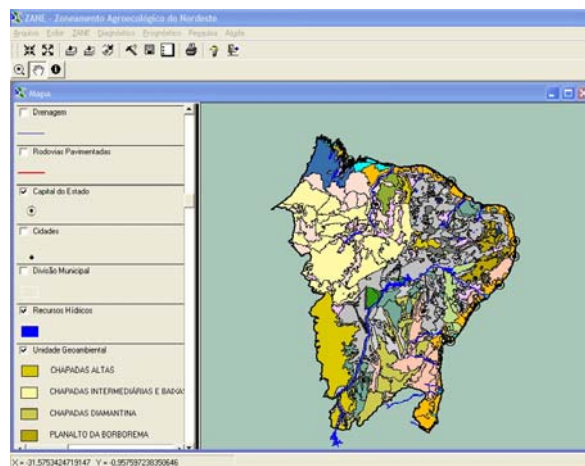 ZANE - Zoneamento Agroecológico do Nordeste
Arquivo Exibir ZANE Diagnóstico Prognóstico Pesquisa Ajuda
Mapa
Drenagem
Rodovias Pavimentadas
Capital do Estado
Cidades
Divisão Municipal
Recursos Hídicos
Unidade Geoambiental
CHAPADAS ALTAS
CHAPADAS INTERMEDIÁRIAS E BAIXAS
CHAPADAS DIAMANTINA
PLANALTO DA BORBOREMA
X = -31.5753424719147 Y = -0.957597238350646